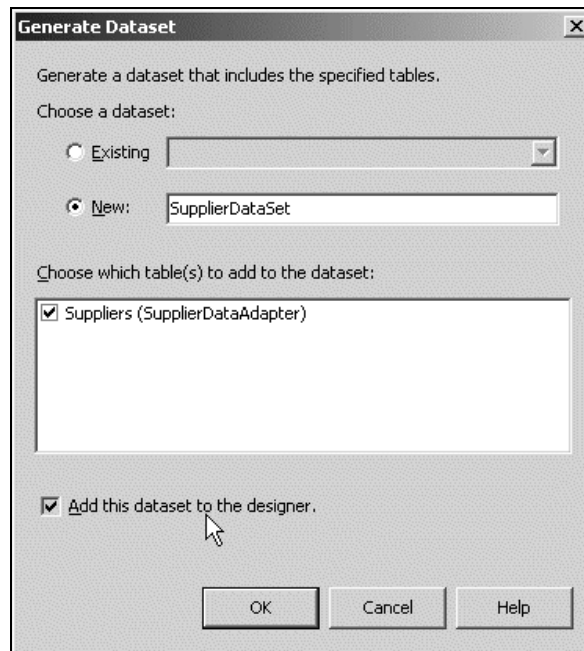 Generate Dataset
Generate a dataset that includes the specified tables.
Choose a dataset:
Existing
New: SupplierDataSet
Choose which table(s) to add to the dataset:
Suppliers (SupplierDataAdapter)
Add this dataset to the designer.
OK Cancel Help